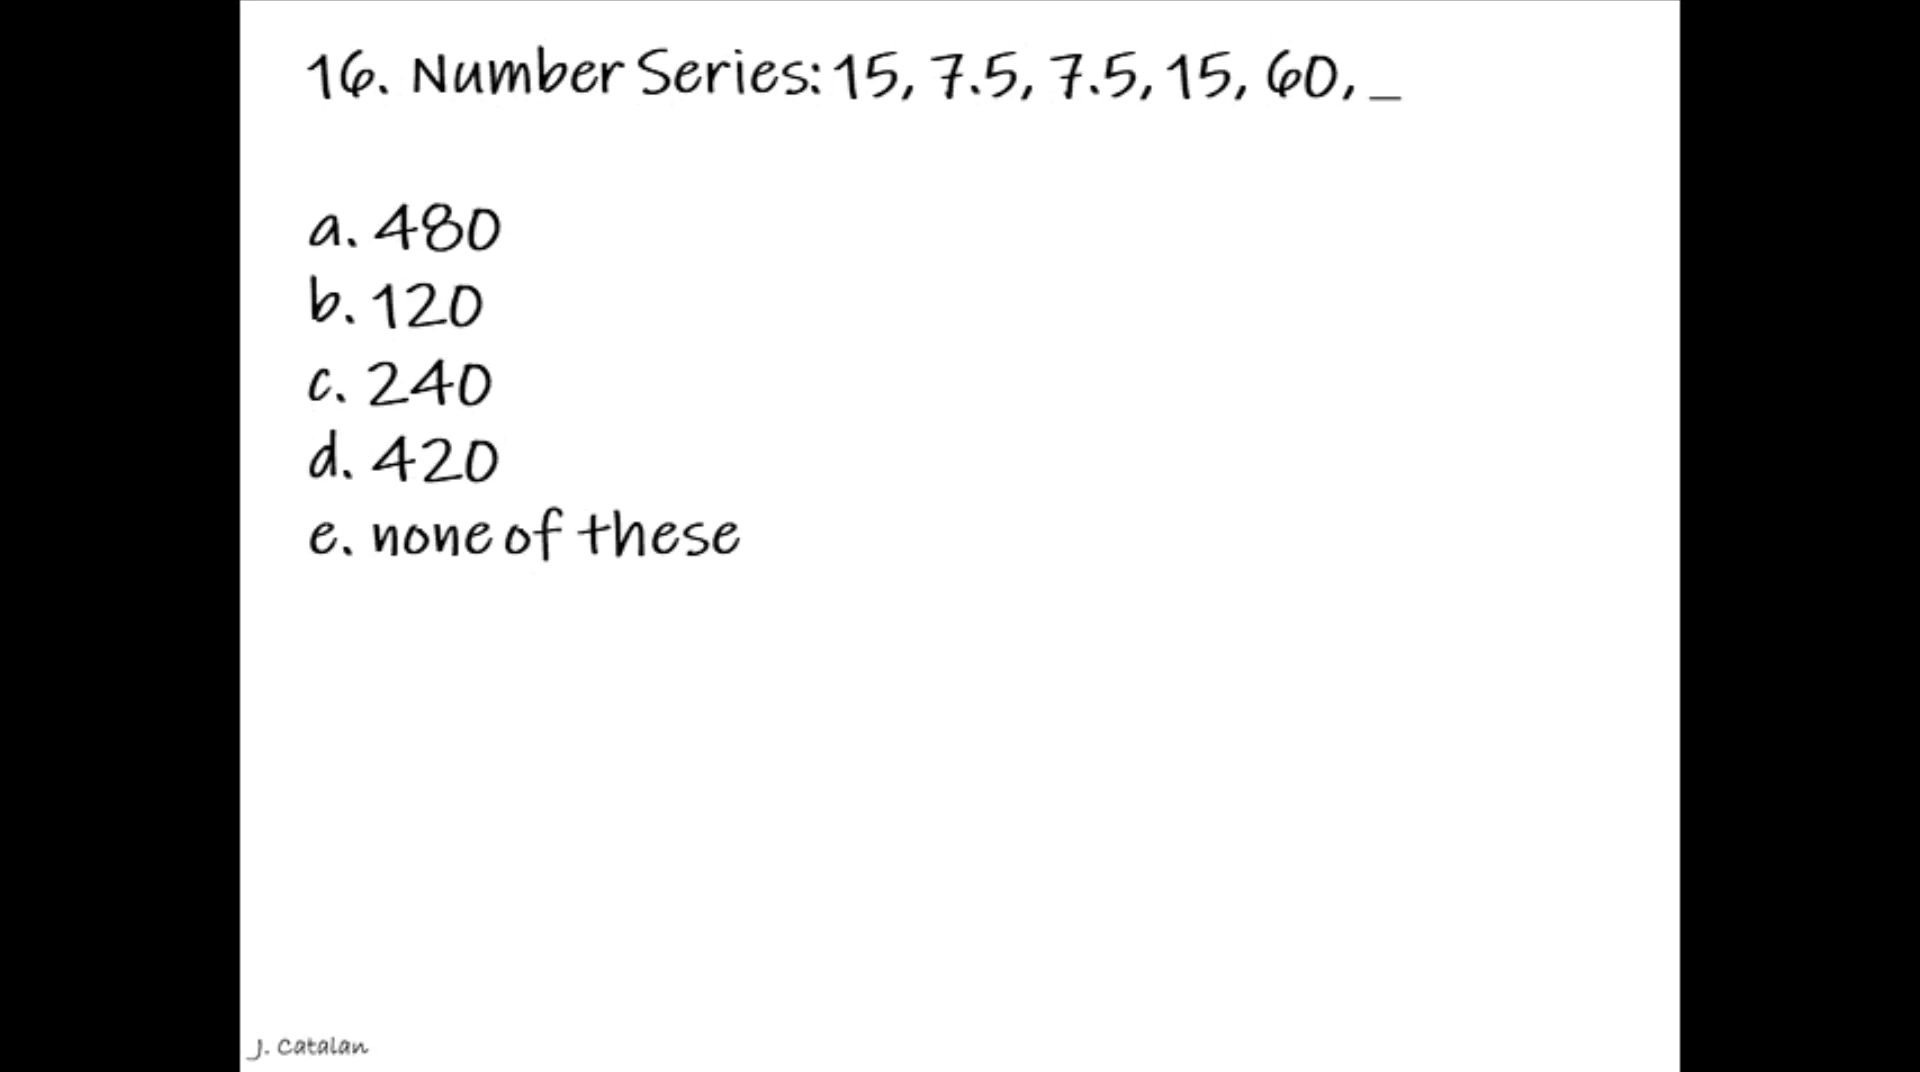 16. Number Series: 15, 7.5, 7.5, 15, 60, _
a. 480
b. 120
c. 240
d. 420
e. none of these
J. Catalan